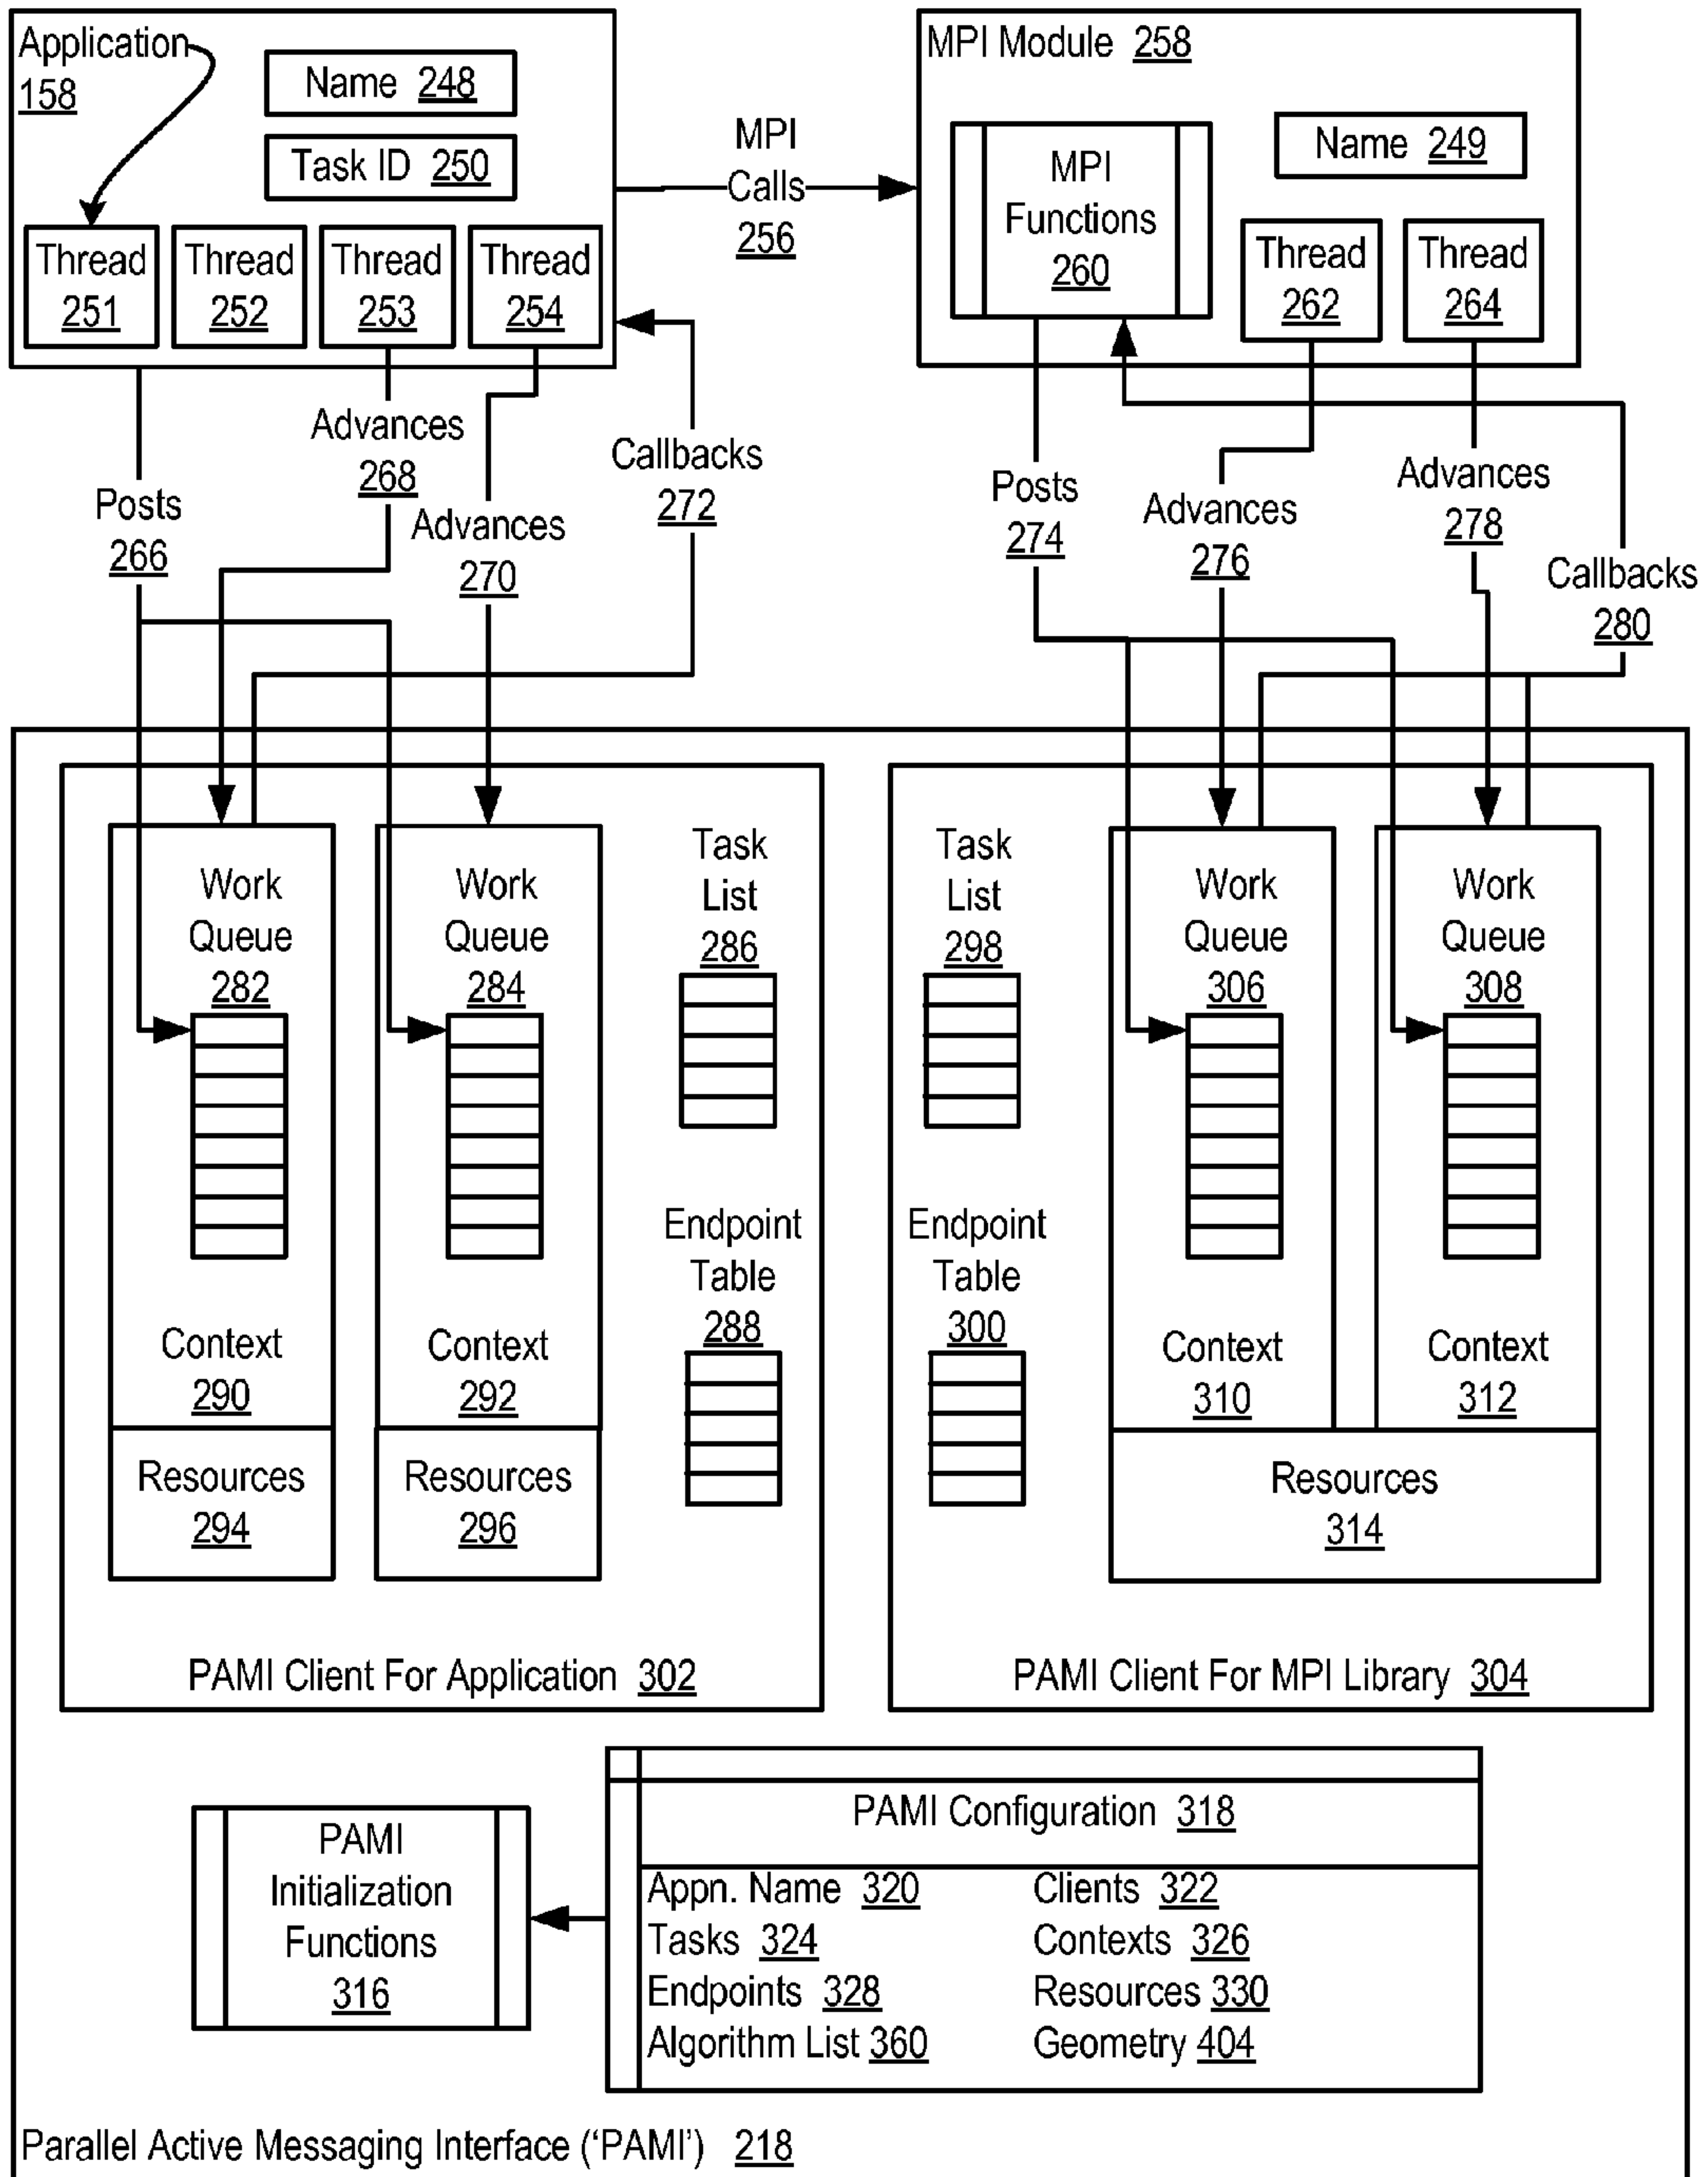 Application
158
Name 248
Task ID 250
Thread
251
Thread
252
Thread
253
Thread
254
MPI
Calls
256
MPI Module 258
MPI
Functions
260
Name 249
Thread
262
Thread
264
Posts
266
Advances
268
Advances
270
Callbacks
272
Posts
274
Advances
276
Advances
278
Callbacks
280
Work
Queue
282
Context
290
Resources
294
Work
Queue
284
Context
292
Resources
296
Task
List
286
Endpoint
Table
288
PAMI Client For Application 302
Task
List
298
Endpoint
Table
300
Work
Queue
306
Context
310
Work
Queue
308
Context
312
Resources
314
PAMI Client For MPI Library 304
PAMI
Initialization
Functions
316
PAMI Configuration 318
Appn. Name 320 Clients 322
Tasks 324 Contexts 326
Endpoints 328 Resources 330
Algorithm List 360 Geometry 404
Parallel Active Messaging Interface (‘PAMI’) 218